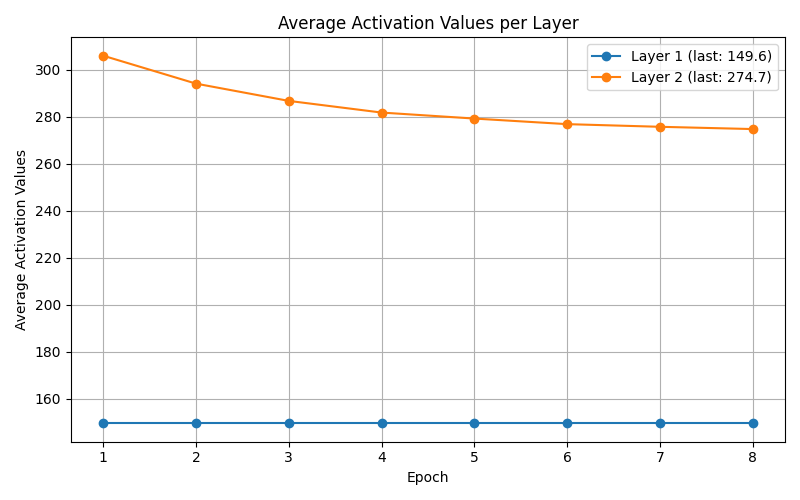 Average Activation Values per Layer
Layer 1 (last: 149.6)
Layer 2 (last: 274.7)
Average Activation Values
300
280
260
240
220
200
180
160
1 2 3 4 5 6 7 8
Epoch